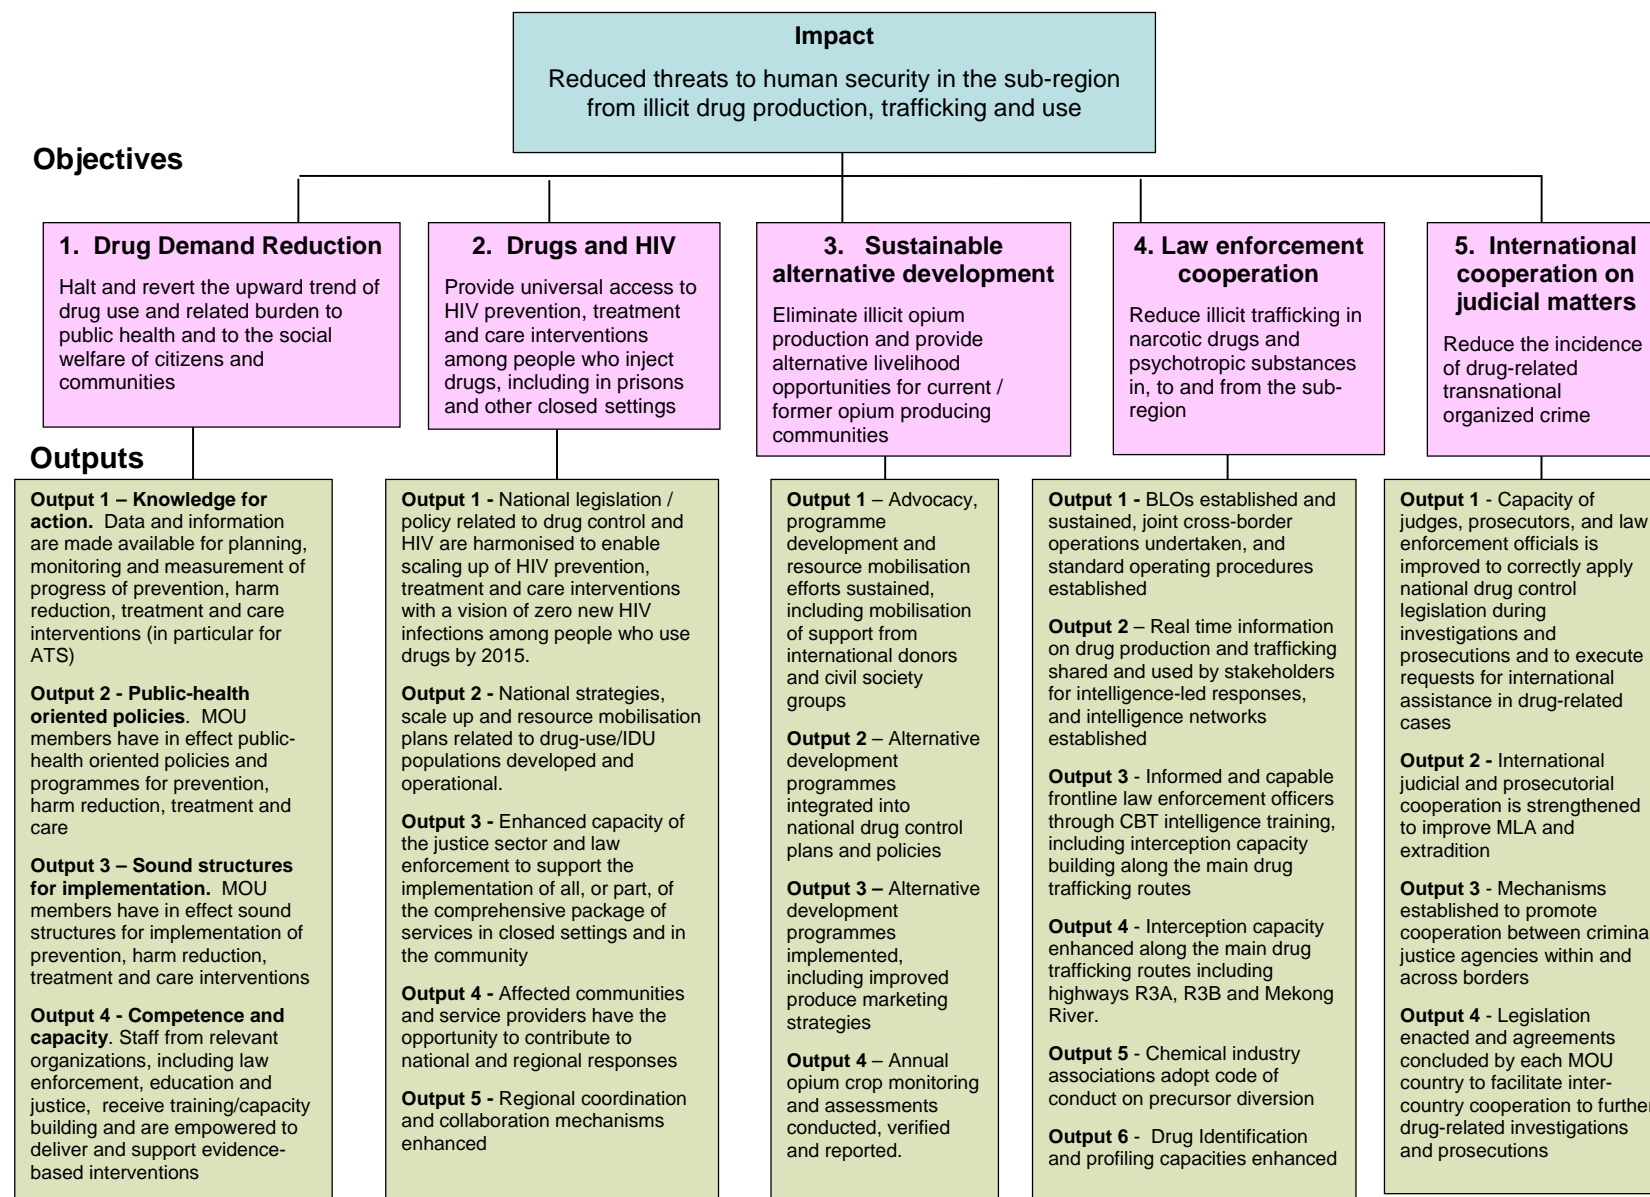 Impact
Reduced threats to human security in the sub-region
from illicit drug production, trafficking and use
Objectives
1. Drug Demand Reduction
Halt and revert the upward trend of
drug use and related burden to
public health and to the social
welfare of citizens and
communities
2. Drugs and HIV
Provide universal access to
HIV prevention, treatment
and care interventions
among people who inject
drugs, including in prisons
and other closed settings
3. Sustainable
alternative development
Eliminate illicit opium
production and provide
alternative livelihood
opportunities for current /
former opium producing
communities
4. Law enforcement
cooperation
Reduce illicit trafficking in
narcotic drugs and
psychotropic substances
in, to and from the sub-
region
5. International
cooperation on
judicial matters
Reduce the incidence
of drug-related
transnational
organized crime
Outputs
Output 1 – Knowledge for
action. Data and information
are made available for planning,
monitoring and measurement of
progress of prevention, harm
reduction, treatment and care
interventions (in particular for
ATS)
Output 2 - Public-health
oriented policies. MOU
members have in effect public-
health oriented policies and
programmes for prevention,
harm reduction, treatment and
care
Output 3 – Sound structures
for implementation. MOU
members have in effect sound
structures for implementation of
prevention, harm reduction,
treatment and care interventions
Output 4 - Competence and
capacity. Staff from relevant
organizations, including law
enforcement, education and
justice, receive training/capacity
building and are empowered to
deliver and support evidence-
based interventions
Output 1 - National legislation /
policy related to drug control and
HIV are harmonised to enable
scaling up of HIV prevention,
treatment and care interventions
with a vision of zero new HIV
infections among people who use
drugs by 2015.
Output 2 - National strategies,
scale up and resource mobilisation
plans related to drug-use/IDU
populations developed and
operational.
Output 3 - Enhanced capacity of
the justice sector and law
enforcement to support the
implementation of all, or part, of
the comprehensive package of
services in closed settings and in
the community
Output 4 - Affected communities
and service providers have the
opportunity to contribute to
national and regional responses
Output 5 - Regional coordination
and collaboration mechanisms
enhanced
Output 1 – Advocacy,
programme
development and
resource mobilisation
efforts sustained,
including mobilisation
of support from
international donors
and civil society
groups
Output 2 – Alternative
development
programmes
integrated into
national drug control
plans and policies
Output 3 – Alternative
development
programmes
implemented,
including improved
produce marketing
strategies
Output 4 – Annual
opium crop monitoring
and assessments
conducted, verified
and reported.
Output 1 - BLOs established and
sustained, joint cross-border
operations undertaken, and
standard operating procedures
established
Output 2 – Real time information
on drug production and trafficking
shared and used by stakeholders
for intelligence-led responses,
and intelligence networks
established
Output 3 - Informed and capable
frontline law enforcement officers
through CBT intelligence training,
including interception capacity
building along the main drug
trafficking routes
Output 4 - Interception capacity
enhanced along the main drug
trafficking routes including
highways R3A, R3B and Mekong
River.
Output 5 - Chemical industry
associations adopt code of
conduct on precursor diversion
Output 6 - Drug Identification
and profiling capacities enhanced
Output 1 - Capacity of
judges, prosecutors, and law
enforcement officials is
improved to correctly apply
national drug control
legislation during
investigations and
prosecutions and to execute
requests for international
assistance in drug-related
cases
Output 2 - International
judicial and prosecutorial
cooperation is strengthened
to improve MLA and
extradition
Output 3 - Mechanisms
established to promote
cooperation between crimina
justice agencies within and
across borders
Output 4 - Legislation
enacted and agreements
concluded by each MOU
country to facilitate inter-
country cooperation to further
drug-related investigations
and prosecutions